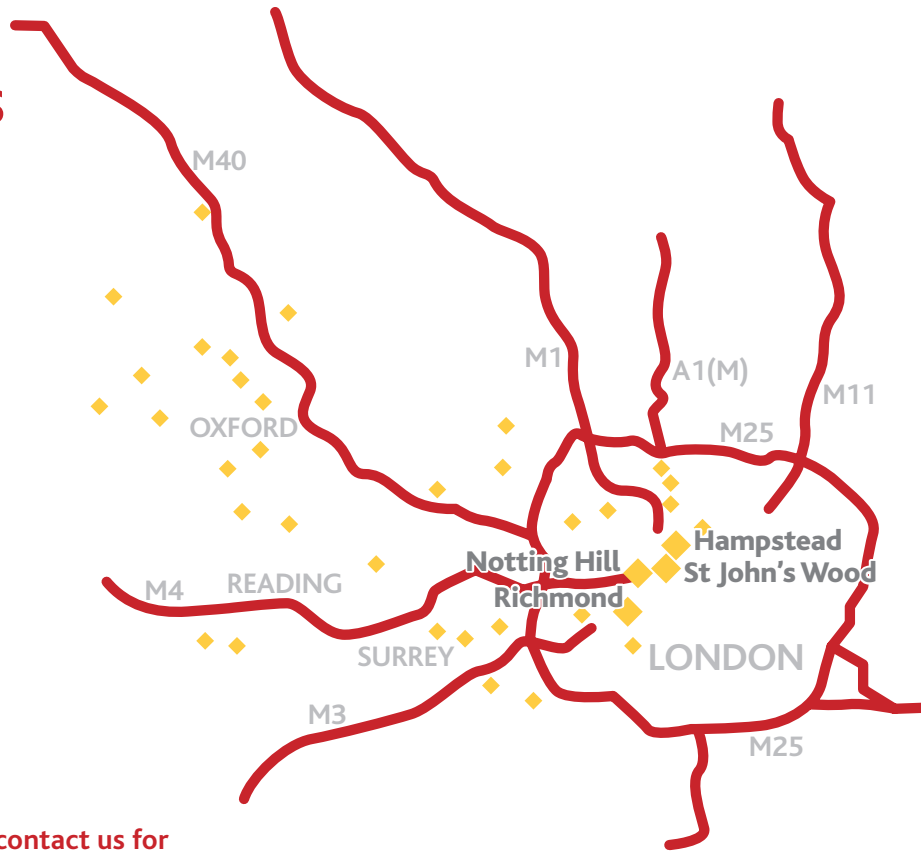 M40
M1
A1(M)
M11
OXFORD
M25
Hampstead
Notting Hill
St John's Wood
M4
READING
Richmond
SURREY
LONDON
M3
M25
contact us for